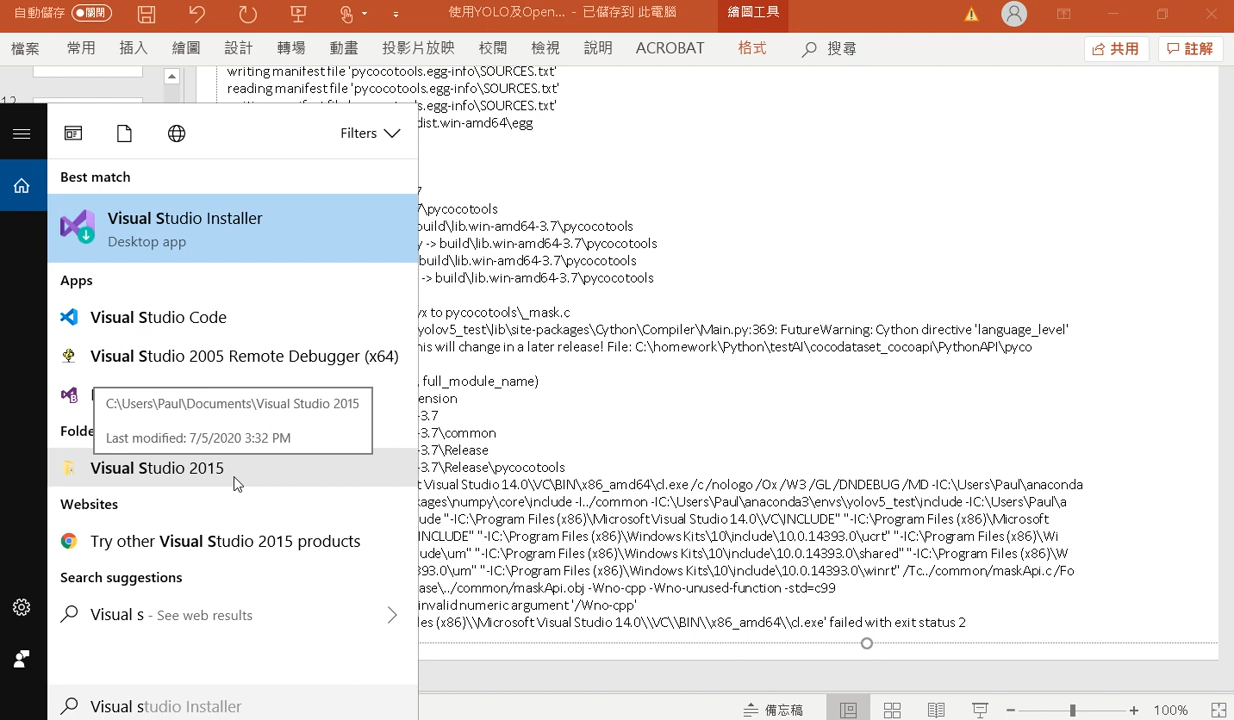 自動儲存 關閉
使用YOLO及Open... - 已儲存到 此電腦
繪圖工具
檔案 常用 插入 繪圖 設計 轉場 動畫 投影片放映 校閱 檢視 說明 ACROBAT 格式 搜尋 共用 註解
12
writing manifest file 'pycocotools.egg-info\SOURCES.txt'
reading manifest file 'pycocotools.egg-info\SOURCES.txt'
s.egg-info\SOURCES.txt'
dist.win-amd64\egg
7
7\pycocotools
build\lib.win-amd64-3.7\pycocotools
y -> build\lib.win-amd64-3.7\pycocotools
build\lib.win-amd64-3.7\pycocotools
-> build\lib.win-amd64-3.7\pycocotools
yx to pycocotools\_mask.c
yolov5_test\lib\site-packages\Cython\Compiler\Main.py:369: FutureWarning: Cython directive 'language_level'
his will change in a later release! File: C:\homework\Python\testAI\cocodataset_cocoapi\PythonAPI\pyco
, full_module_name)
ension
-3.7
-3.7\common
-3.7\Release
-3.7\Release\pycocotools
t Visual Studio 14.0\VC\BIN\x86_amd64\cl.exe /c /nologo /Ox /W3 /GL /DNDEBUG /MD -IC:\Users\Paul\anaconda
kages\numpy\core\include -I../common -IC:\Users\Paul\anaconda3\envs\yolov5_test\include -IC:\Users\Paul\a
ude "-IC:\Program Files (x86)\Microsoft Visual Studio 14.0\VC\INCLUDE" "-IC:\Program Files (x86)\Microsoft
INCLUDE" "-IC:\Program Files (x86)\Windows Kits\10\include\10.0.14393.0\ucrt" "-IC:\Program Files (x86)\Wi
ude\um" "-IC:\Program Files (x86)\Windows Kits\10\include\10.0.14393.0\shared" "-IC:\Program Files (x86)\W
393.0\um" "-IC:\Program Files (x86)\Windows Kits\10\include\10.0.14393.0\winrt" /Tc../common/maskApi.c /Fo
ase\../common/maskApi.obj -Wno-cpp -Wno-unused-function -std=c99
invalid numeric argument '/Wno-cpp'
les (x86)\\Microsoft Visual Studio 14.0\\VC\\BIN\\x86_amd64\\cl.exe' failed with exit status 2
Filters
Best match
Visual Studio Installer
Desktop app
Apps
Visual Studio Code
Visual Studio 2005 Remote Debugger (x64)
C:\Users\Paul\Documents\Visual Studio 2015
Last modified: 7/5/2020 3:32 PM
Folde
Visual Studio 2015
Websites
Try other Visual Studio 2015 products
Search suggestions
Visual s - See web results
Visual studio Installer
備忘稿
100%